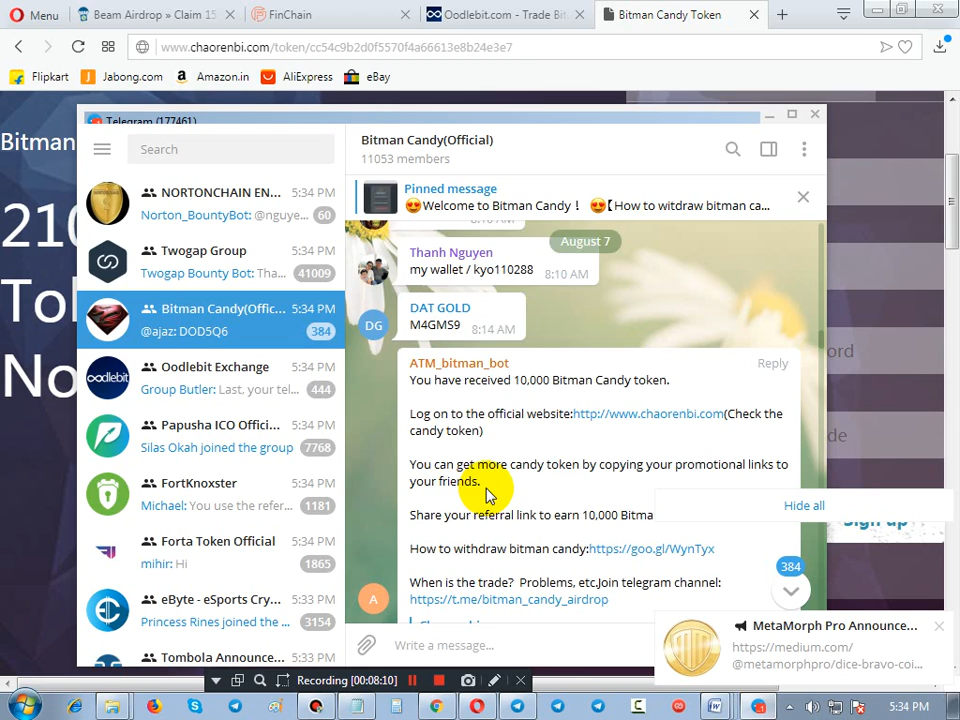 Menu
Beam Airdrop » Claim 15
FinChain
Oodlebit.com - Trade Bit
Bitman Candy Token
www.chaorenbi.com/token/cc54c9b2d0f5570f4a66613e8b24e3e7
Flipkart
Jabong.com
Amazon.in
AliExpress
eBay
Telegram (177461)
Bitman
210
Tol
No
Search
Bitman Candy(Official)
11053 members
Pinned message
😍Welcome to Bitman Candy！ 😍【How to witdraw bitman ca...
NORTONCHAIN EN... 5:34 PM
Norton_BountyBot: @nguye... 60
Twogap Group 5:34 PM
Twogap Bounty Bot: Tha... 41009
Bitman Candy(Offic... 5:34 PM
@ajaz: DOD5Q6 384
Oodlebit Exchange 5:34 PM
Group Butler: Last, your tel... 444
oodlebit
Papusha ICO Offici... 5:34 PM
Silas Okah joined the group 7768
FortKnoxster 5:34 PM
Michael: You use the refer... 1181
Forta Token Official 5:34 PM
mihir: Hi 1865
eByte - eSports Cry... 5:33 PM
Princess Rines joined the ... 3154
Tombola Announce... 5:33 PM
8:10 AM
August 7
Thanh Nguyen
my wallet / kyo110288 8:10 AM
DG
DAT GOLD
M4GMS9 8:14 AM
ATM_bitman_bot Reply
You have received 10,000 Bitman Candy token.
Log on to the official website:http://www.chaorenbi.com(Check the
candy token)
You can get more candy token by copying your promotional links to
your friends.
Share your referral link to earn 10,000 Bitma
How to withdraw bitman candy:https://goo.gl/WynTyx
When is the trade? Problems, etc,Join telegram channel:
https://t.me/bitman_candy_airdrop
A
384
Write a message...
ord
de
Hide all
Sign up
MetaMorph Pro Announce...
https://medium.com/
@metamorphpro/dice-bravo-coi...
Recording [00:08:10]
5:34 PM